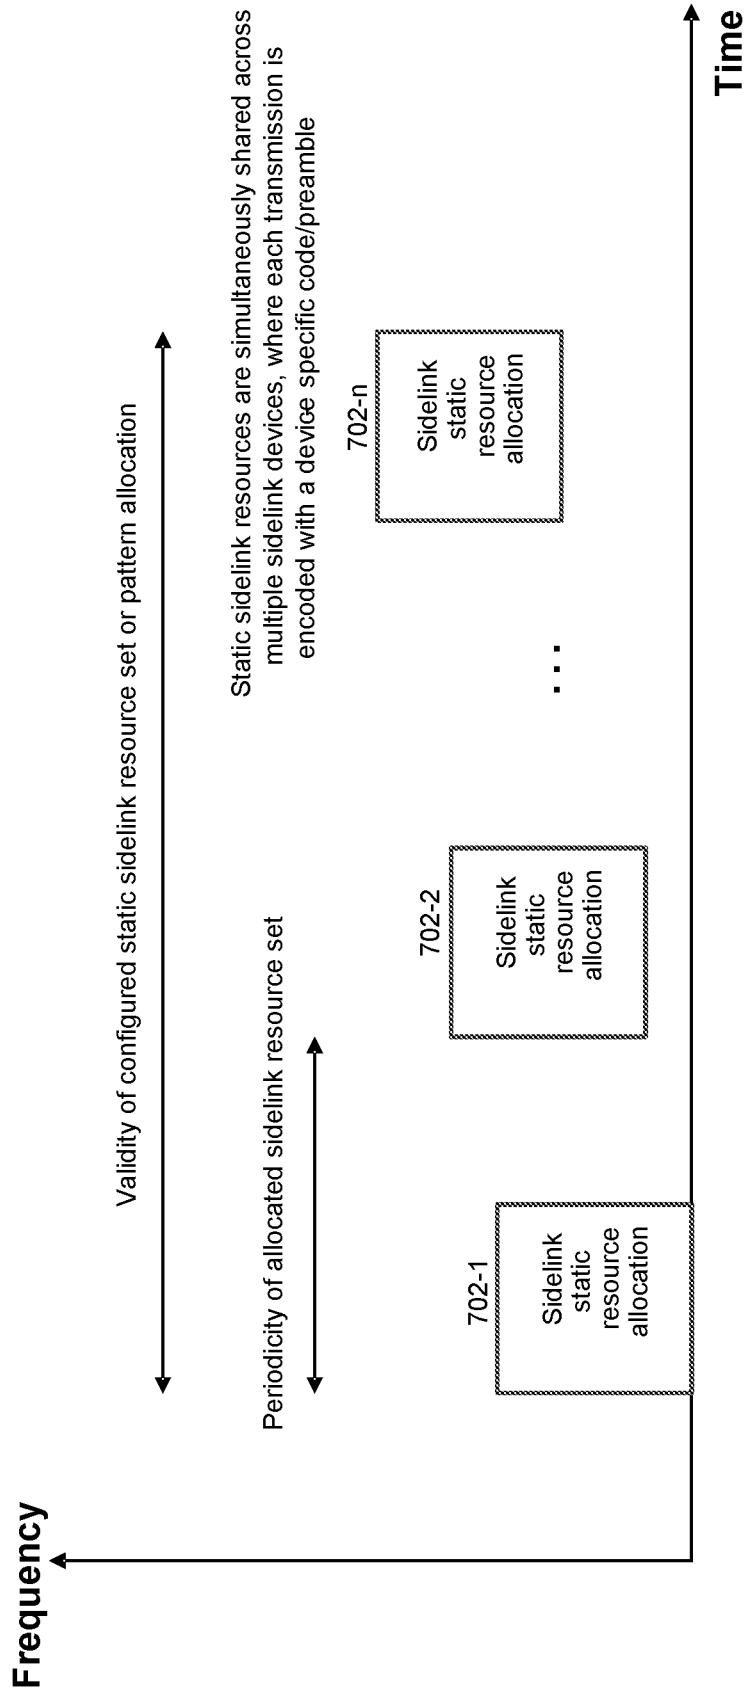 Frequency
Validity of configured static sidelink resource set or pattern allocation
Periodicity of allocated sidelink resource set
Static sidelink resources are simultaneously shared across
multiple sidelink devices, where each transmission is
encoded with a device specific code/preamble
702-1
Sidelink
static
resource
allocation
702-2
Sidelink
static
resource
allocation
...
702-n
Sidelink
static
resource
allocation
Time